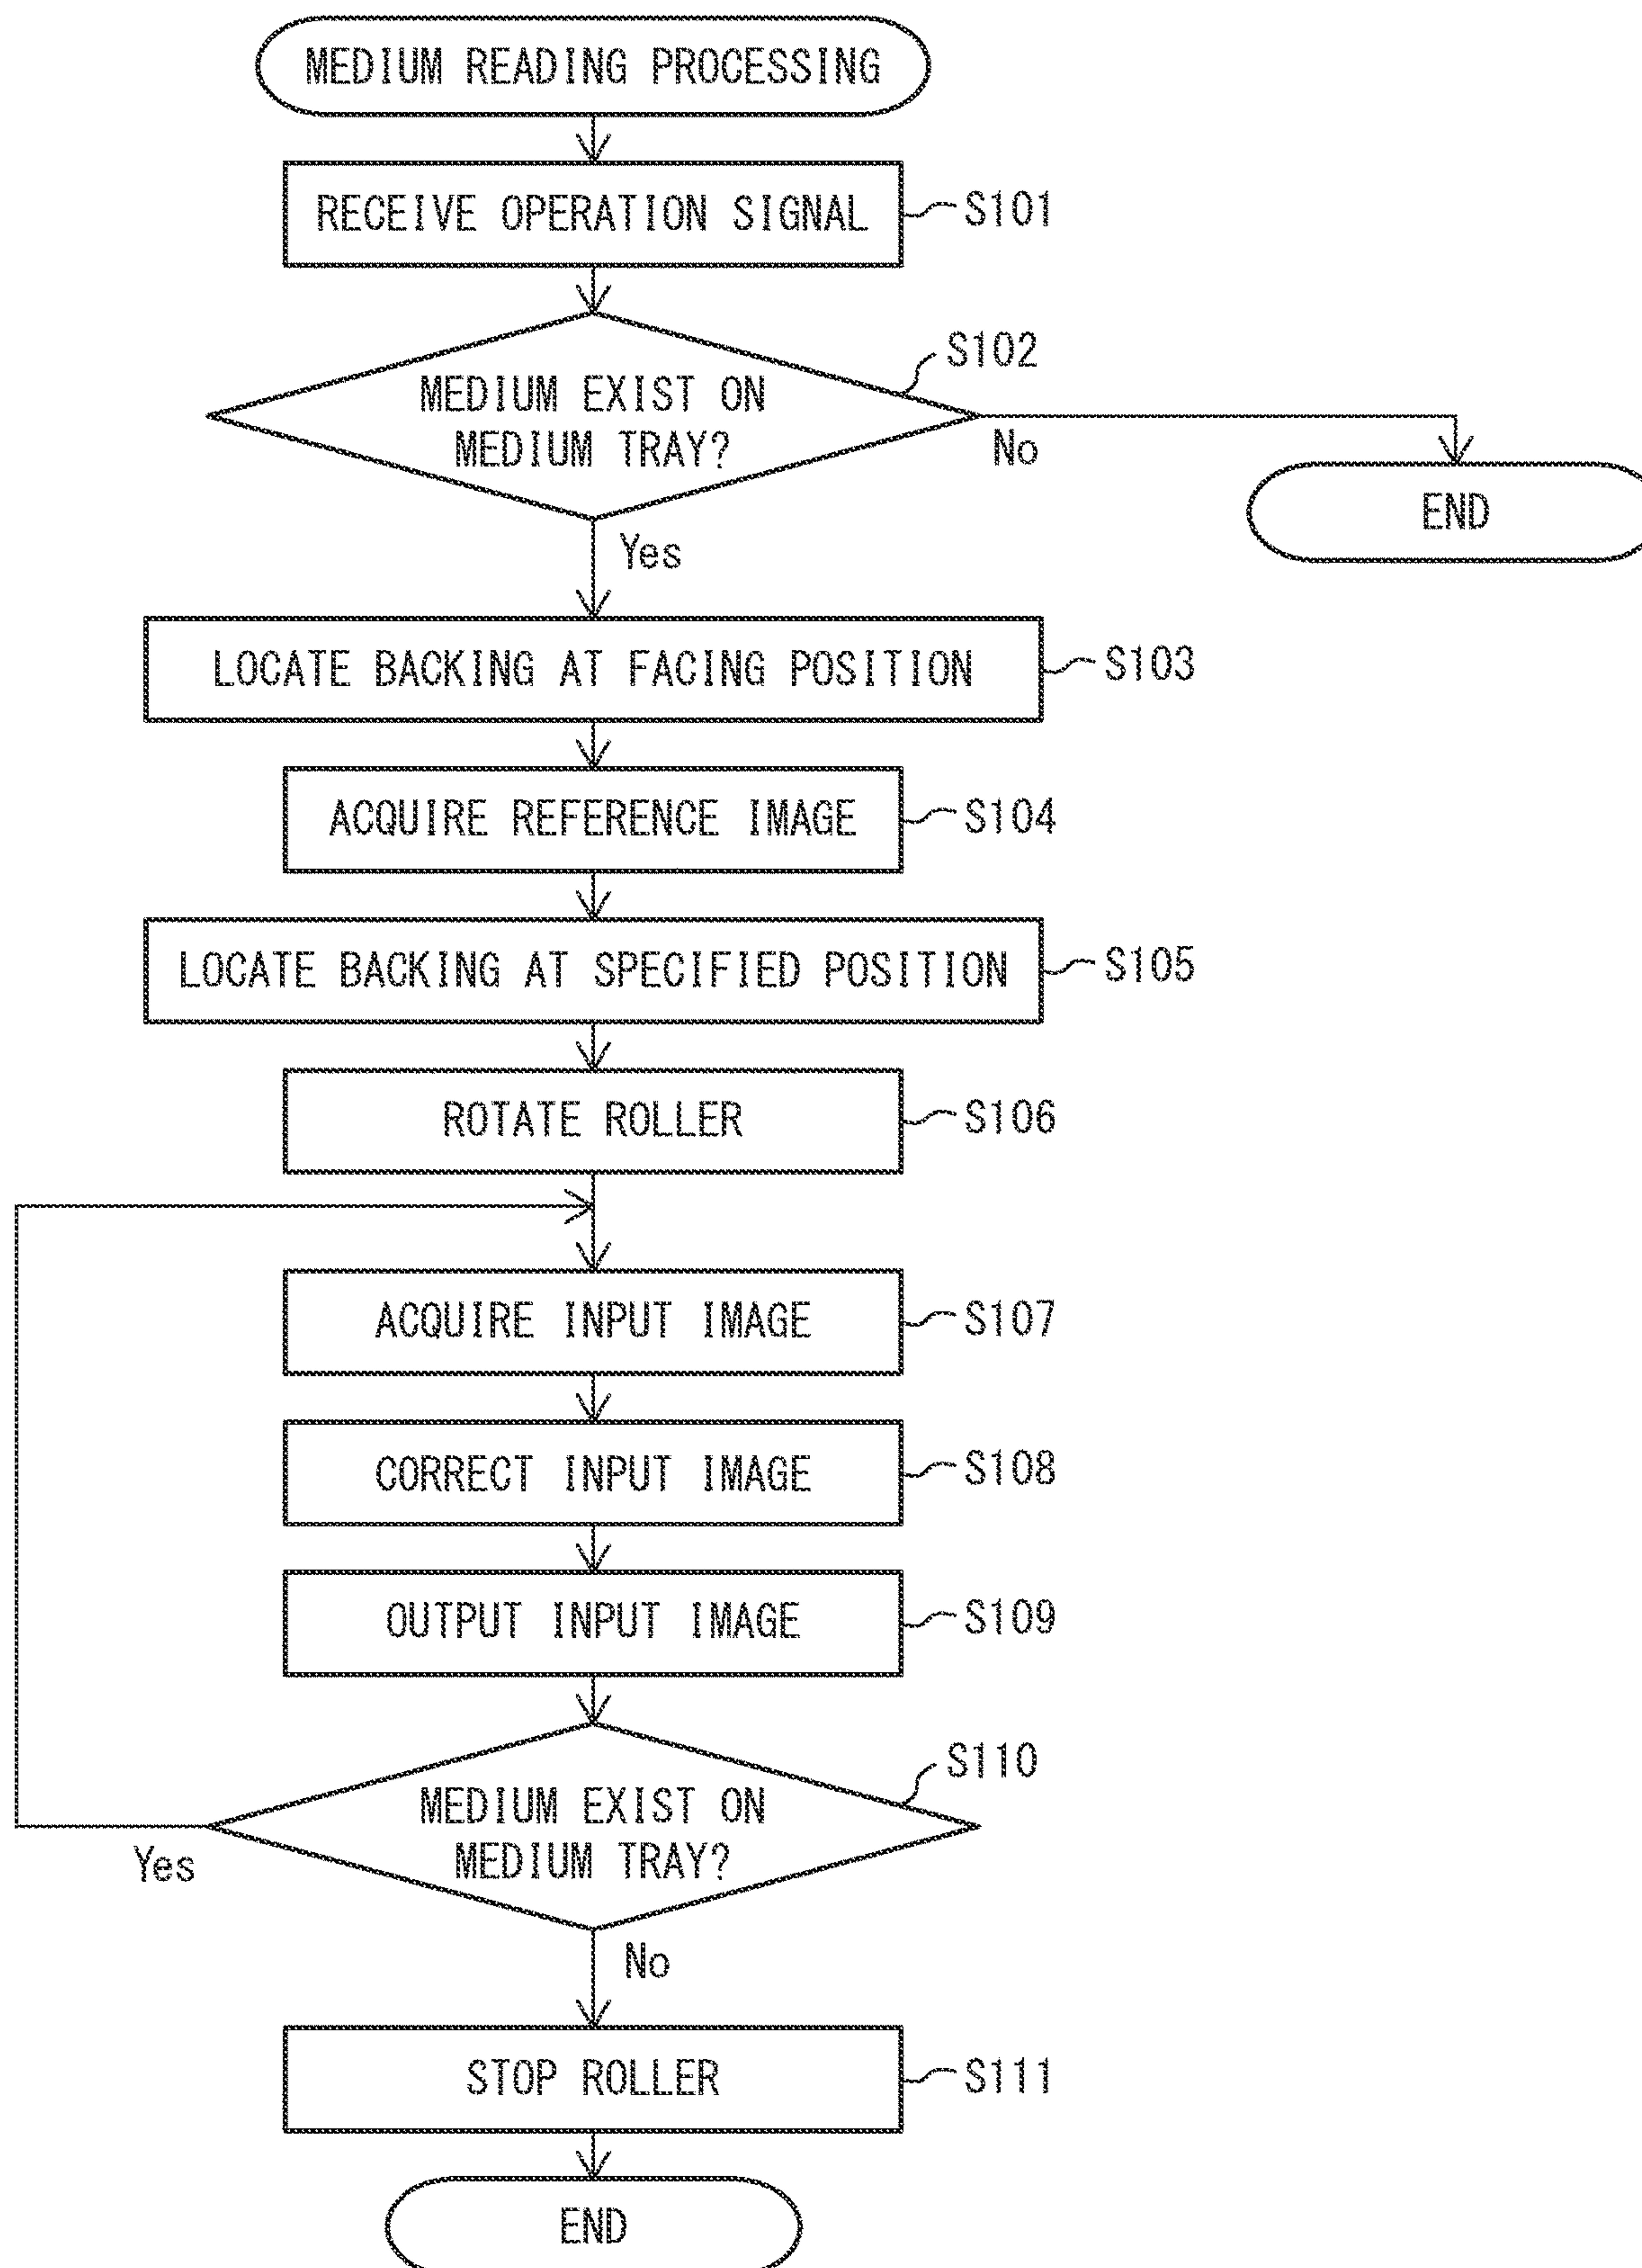 MEDIUM READING PROCESSING
RECEIVE OPERATION SIGNAL
S101
S102
MEDIUM EXIST ON
MEDIUM TRAY?
No
END
Yes
LOCATE BACKING AT FACING POSITION
S103
ACQUIRE REFERENCE IMAGE
S104
LOCATE BACKING AT SPECIFIED POSITION
S105
ROTATE ROLLER
S106
ACQUIRE INPUT IMAGE
S107
CORRECT INPUT IMAGE
S108
OUTPUT INPUT IMAGE
S109
S110
MEDIUM EXIST ON
MEDIUM TRAY?
Yes
No
STOP ROLLER
S111
END